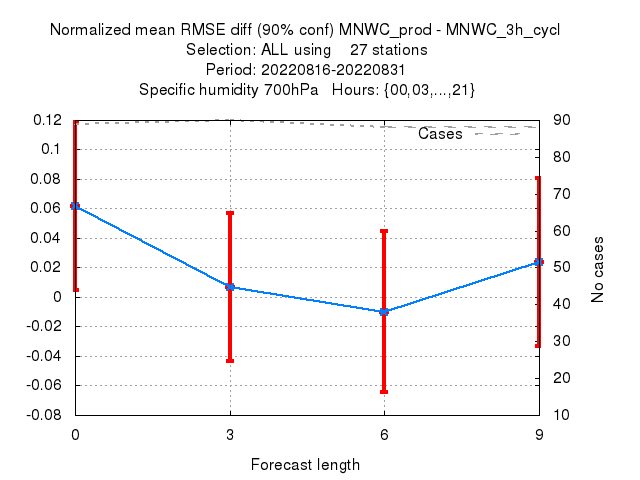 Normalized mean RMSE diff (90% conf) MNWC_prod - MNWC_3h_cycl
Selection: ALL using    27 stations
Period: 20220816-20220831
Specific humidity 700hPa   Hours: {00,03,...,21}
0.12
0.1
0.08
0.06
0.04
0.02
0
-0.02
-0.04
-0.06
-0.08
Cases
90
80
70
60
50
40
30
20
10
No cases
0 3 6 9
Forecast length